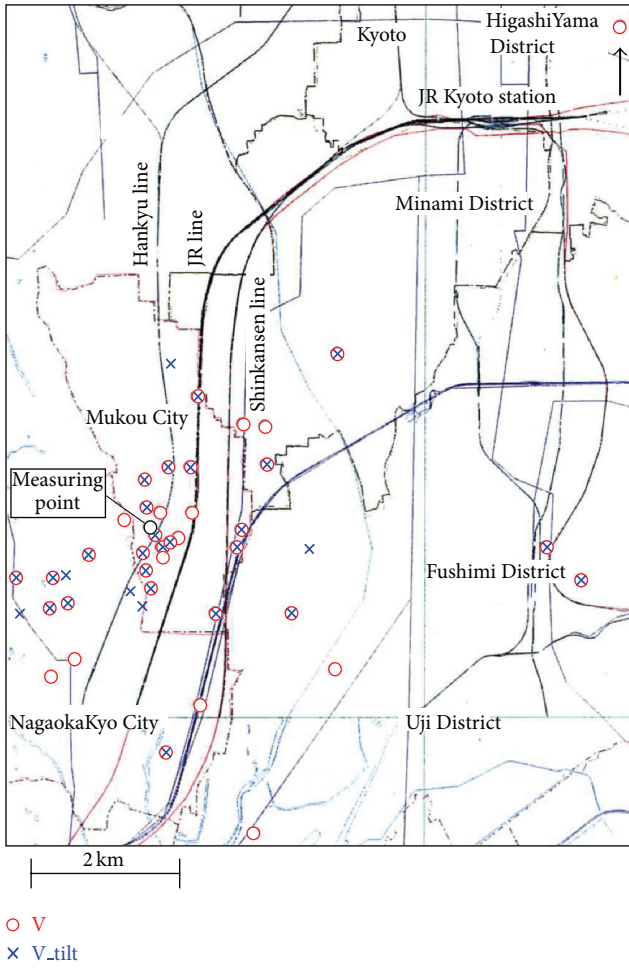 HigashiYama
District
Kyoto
JR Kyoto station
Minami District
Hankyu line
JR line
Shinkansen line
Mukou City
Measuring
point
Fushimi District
NagaokaKyo City
Uji District
2 km
V
V_tilt